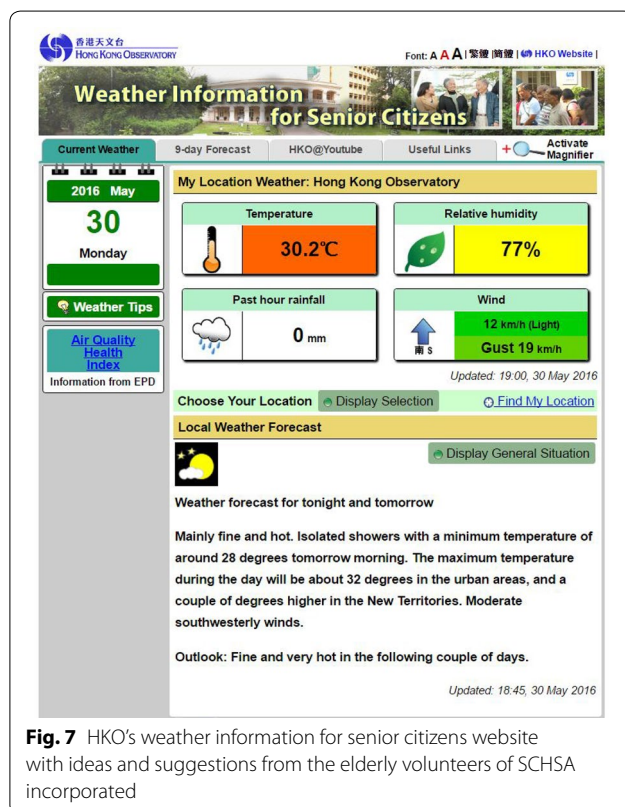 香港天文台
HONG KONG OBSERVATORY
Font: A A A | 繁體 | 簡體 | HKO Website |
Weather Information
for Senior Citizens
Current Weather 9-day Forecast HKO@Youtube Useful Links + Activate Magnifier
2016 May
30
Monday
Weather Tips
Air Quality
Health
Index
Information from EPD
My Location Weather: Hong Kong Observatory
Temperature
30.2℃
Relative humidity
77%
Past hour rainfall
0 mm
Wind
南 S
12 km/h (Light)
Gust 19 km/h
Updated: 19:00, 30 May 2016
Choose Your Location Display Selection Find My Location
Local Weather Forecast
Display General Situation
Weather forecast for tonight and tomorrow
Mainly fine and hot. Isolated showers with a minimum temperature of
around 28 degrees tomorrow morning. The maximum temperature
during the day will be about 32 degrees in the urban areas, and a
couple of degrees higher in the New Territories. Moderate
southwesterly winds.
Outlook: Fine and very hot in the following couple of days.
Updated: 18:45, 30 May 2016
Fig. 7 HKO's weather information for senior citizens website
with ideas and suggestions from the elderly volunteers of SCHSA
incorporated